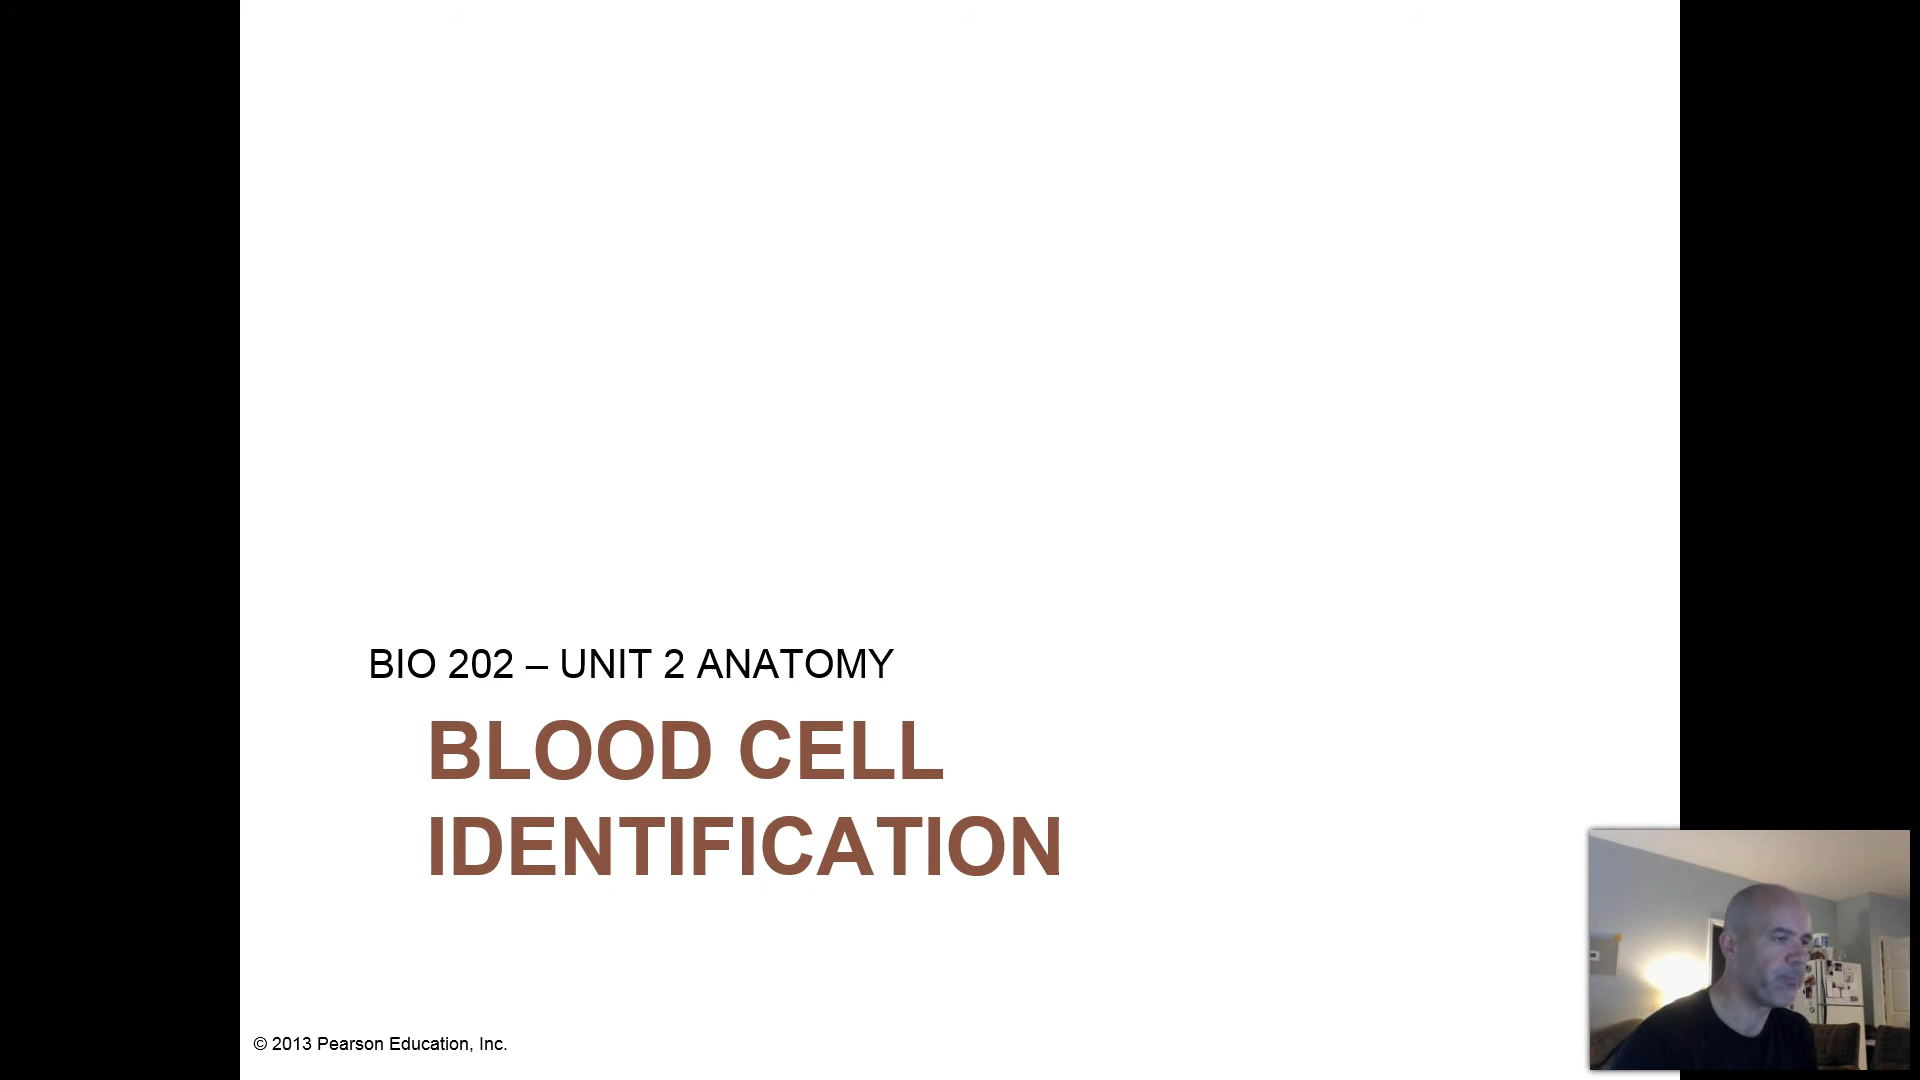 BIO 202 – UNIT 2 ANATOMY
BLOOD CELL
IDENTIFICATION
© 2013 Pearson Education, Inc.